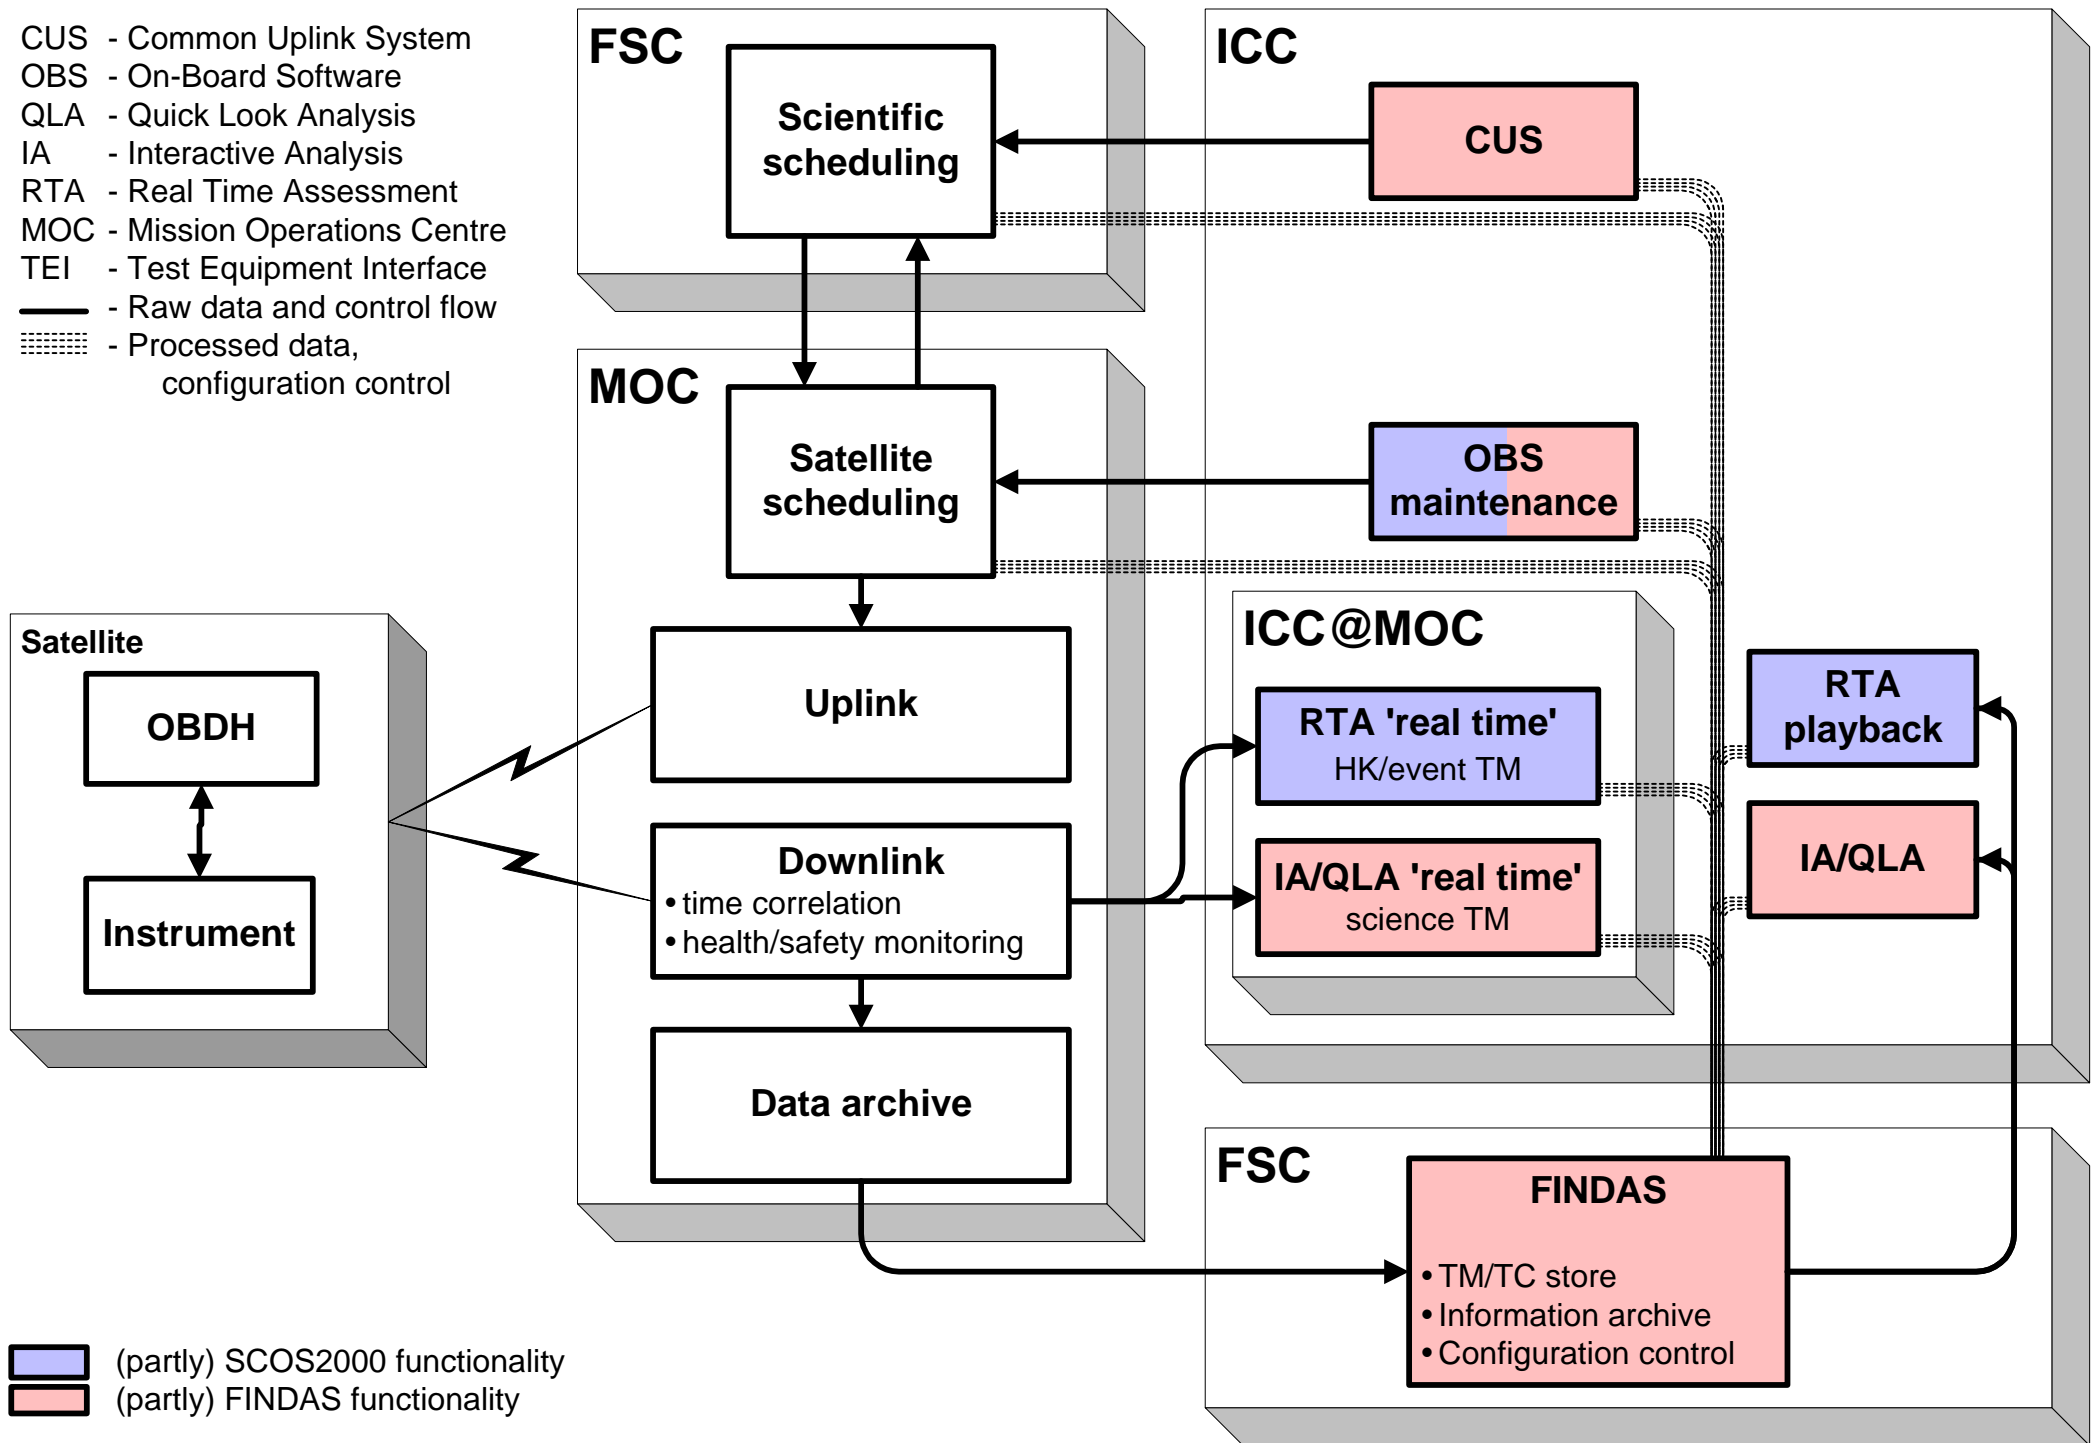 CUS - Common Uplink System
OBS - On-Board Software
QLA - Quick Look Analysis
IA - Interactive Analysis
RTA - Real Time Assessment
MOC - Mission Operations Centre
TEI - Test Equipment Interface
- Raw data and control flow
- Processed data,
configuration control
FSC
Scientific
scheduling
ICC
CUS
MOC
Satellite
scheduling
OBS
maintenance
Satellite
OBDH
Instrument
Uplink
Downlink
• time correlation
• health/safety monitoring
Data archive
ICC@MOC
RTA 'real time'
HK/event TM
IA/QLA 'real time'
science TM
RTA
playback
IA/QLA
FSC
FINDAS
• TM/TC store
• Information archive
• Configuration control
(partly) SCOS2000 functionality
(partly) FINDAS functionality